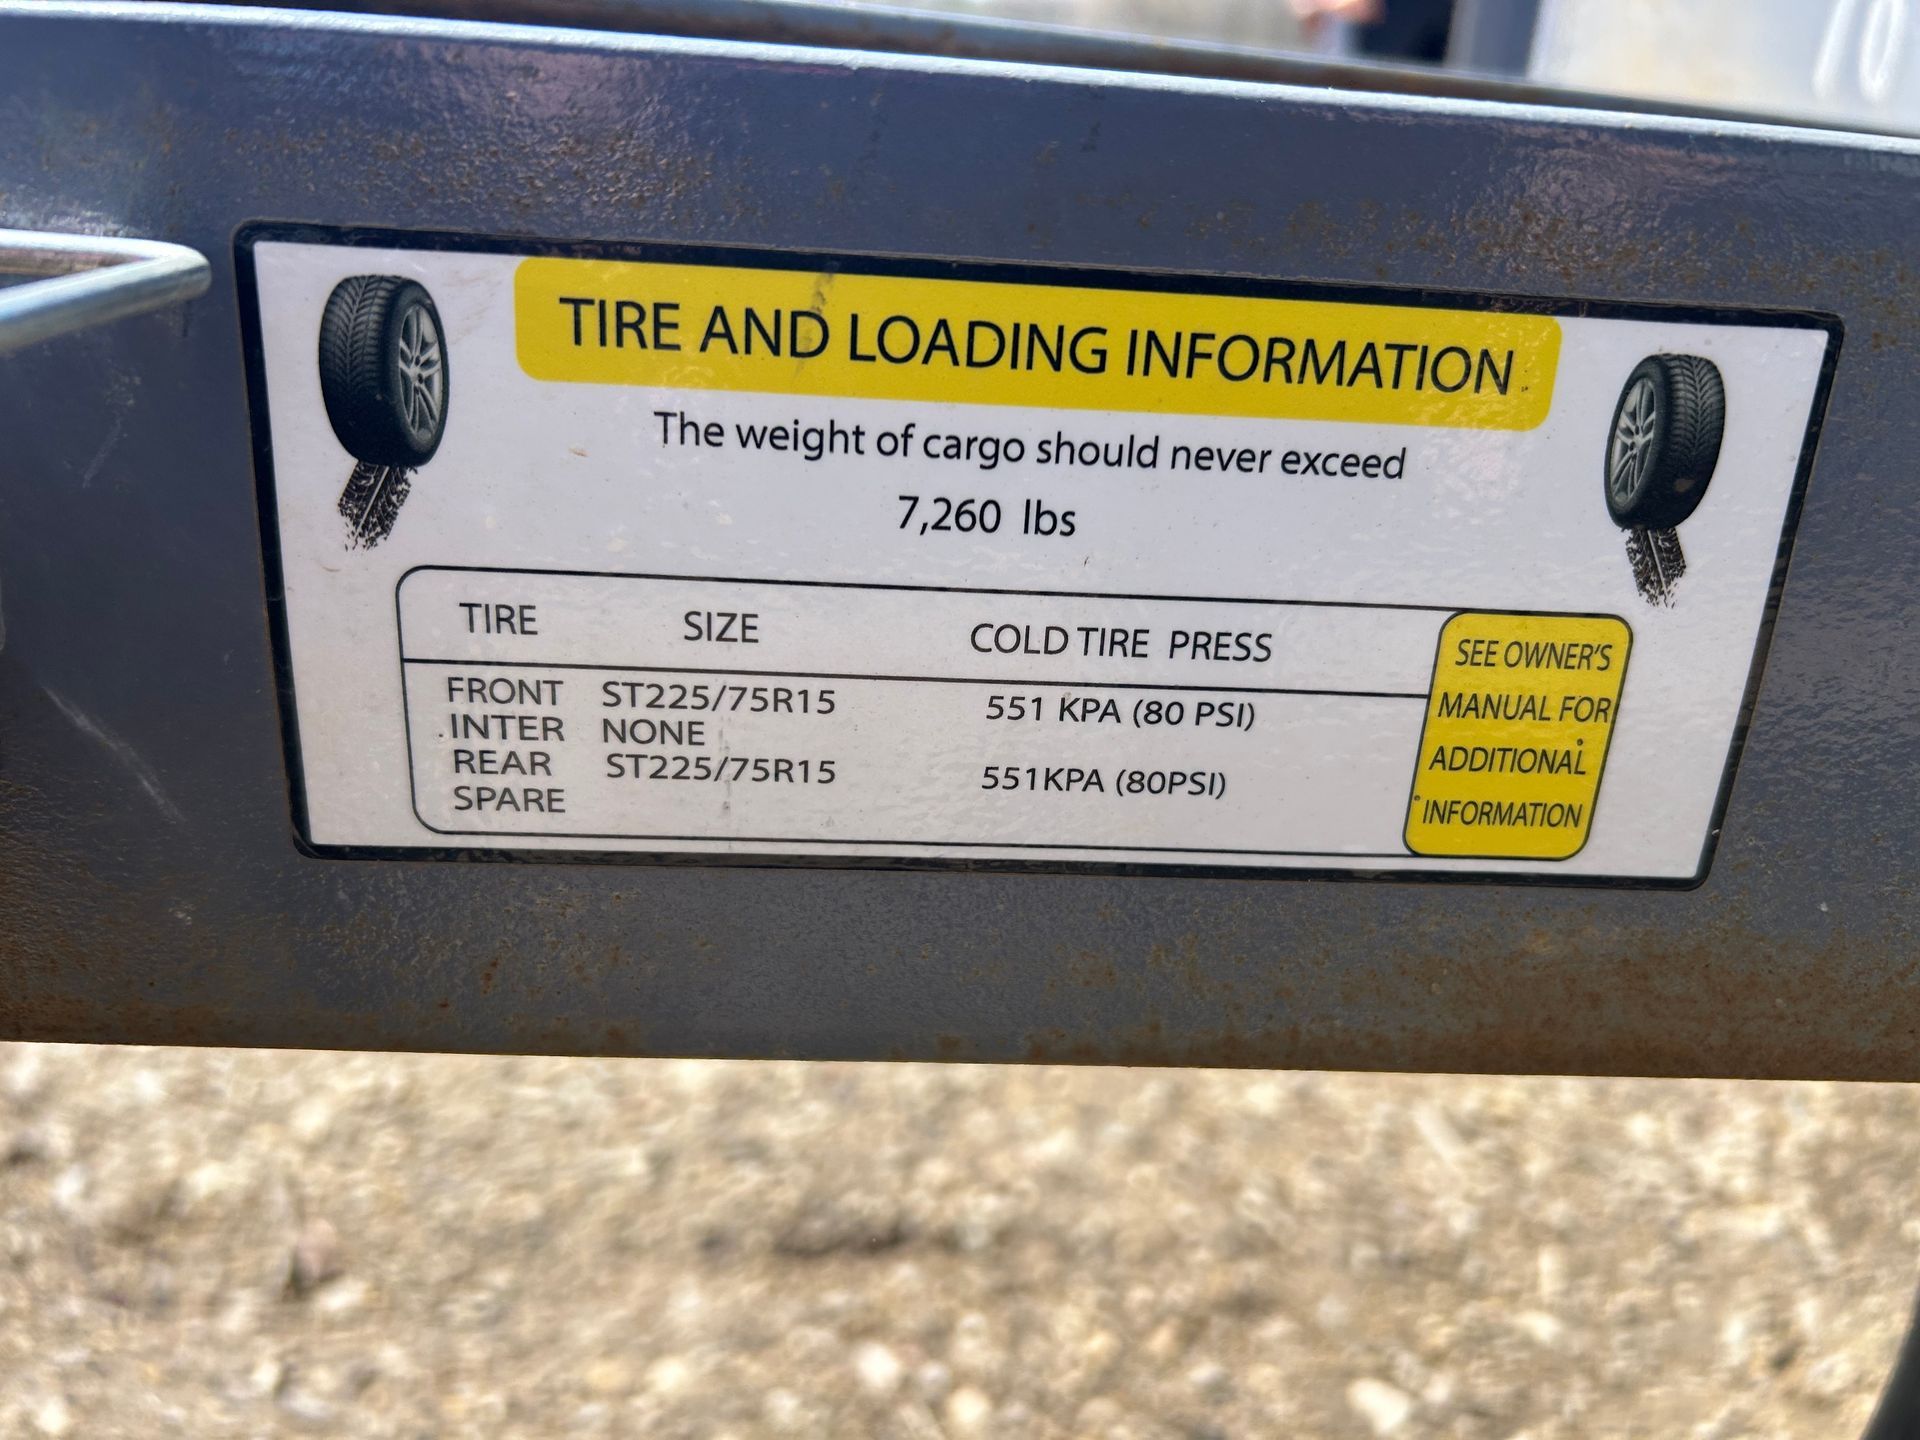 10
TIRE AND LOADING INFORMATION
The weight of cargo should never exceed
7,260 lbs
TIRE SIZE COLD TIRE PRESS
FRONT ST225/75R15 551 KPA (80 PSI)
INTER NONE
REAR ST225/75R15 551KPA (80PSI)
SPARE
SEE OWNER'S
MANUAL FOR
ADDITIONAL
INFORMATION